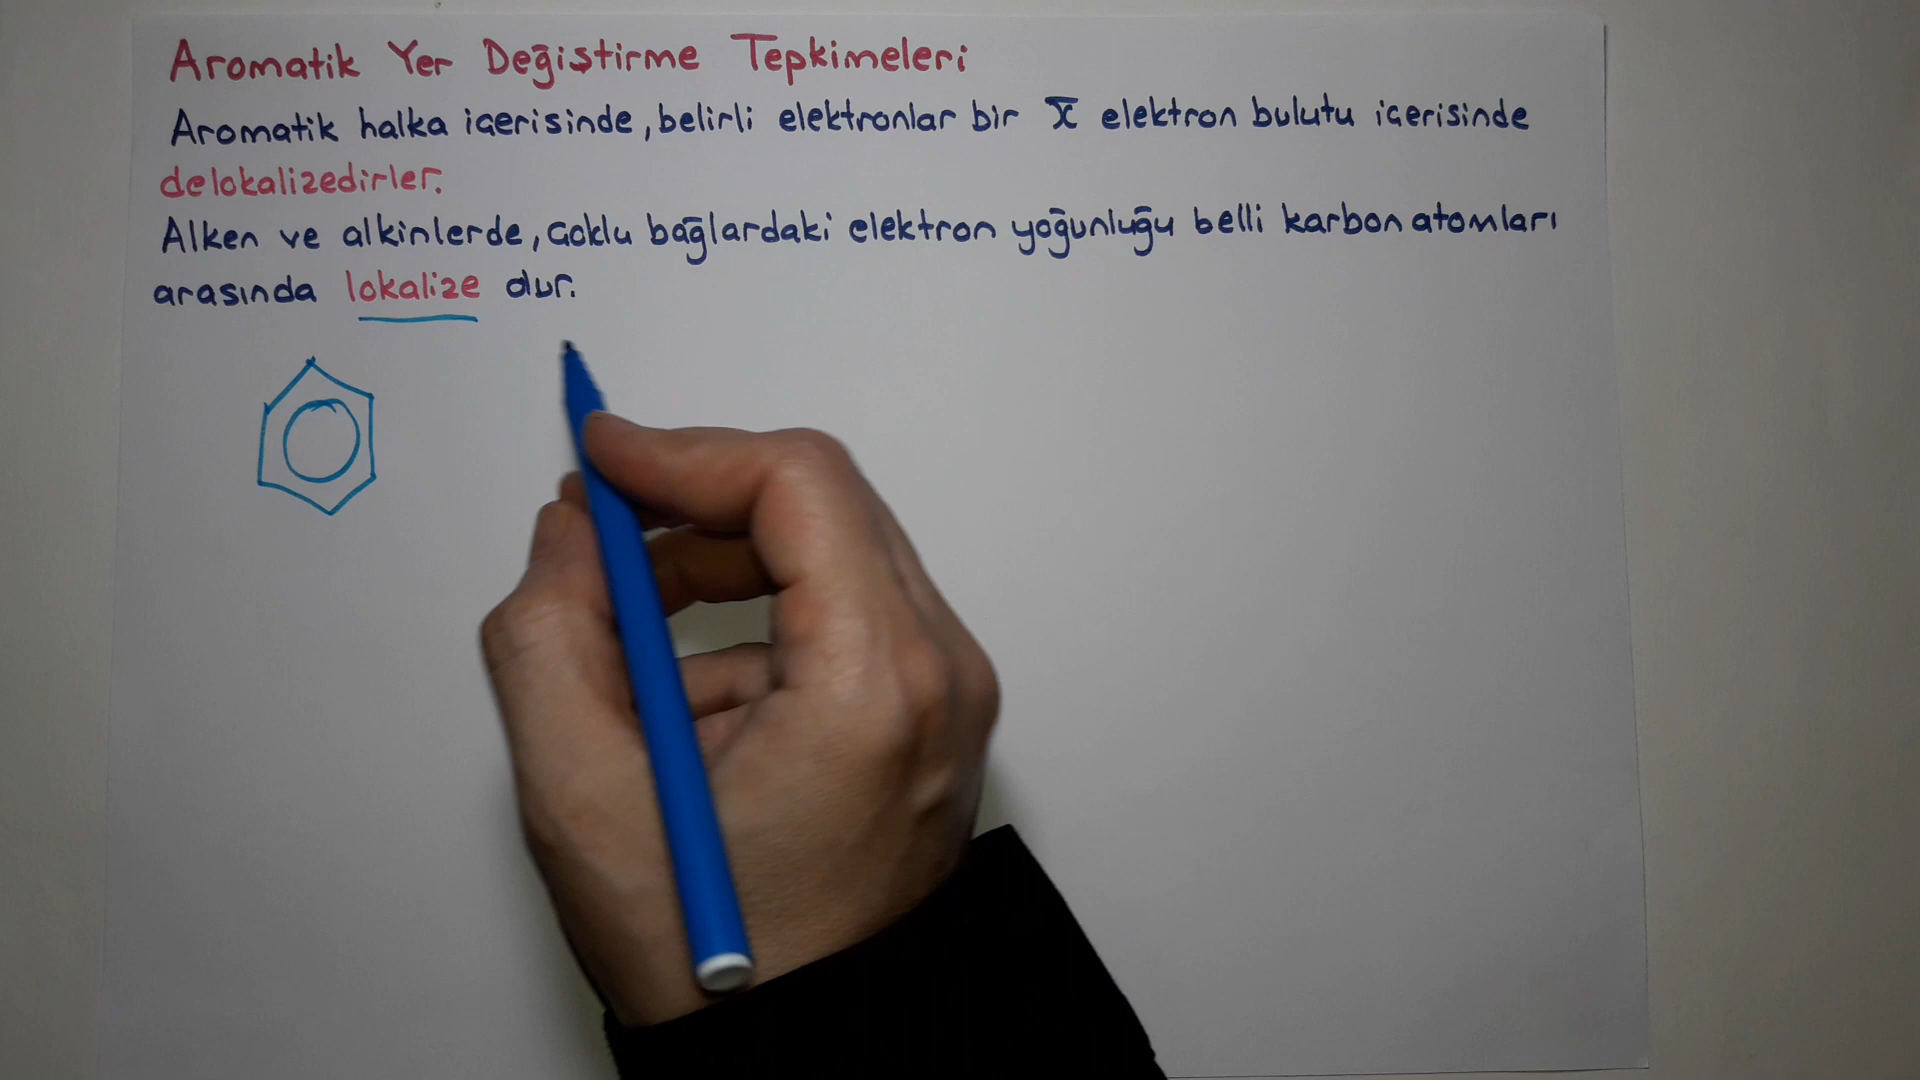 Aromatik Yer Değiştirme Tepkimeleri
Aromatik halka içerisinde, belirli elektronlar bir π elektron bulutu içerisinde
delokalizedirler.
Alken ve alkinlerde, çoklu bağlardaki elektron yoğunluğu belli karbon atomları
arasında lokalize dur.